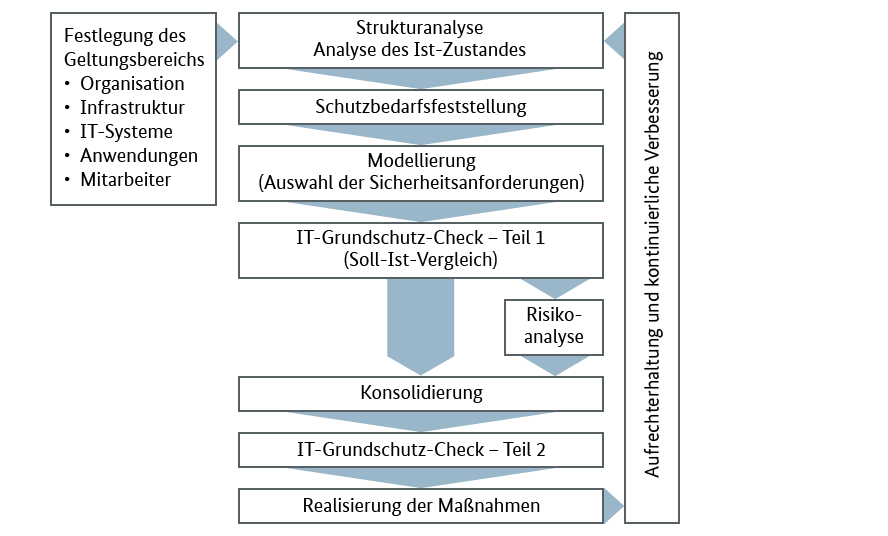 Festlegung des
Geltungsbereichs
• Organisation
• Infrastruktur
• IT-Systeme
• Anwendungen
• Mitarbeiter
Strukturanalyse
Analyse des Ist-Zustandes
Schutzbedarfsfeststellung
Modellierung
(Auswahl der Sicherheitsanforderungen)
IT-Grundschutz-Check – Teil 1
(Soll-Ist-Vergleich)
Risiko-
analyse
Konsolidierung
IT-Grundschutz-Check – Teil 2
Realisierung der Maßnahmen
Aufrechterhaltung und kontinuierliche Verbesserung